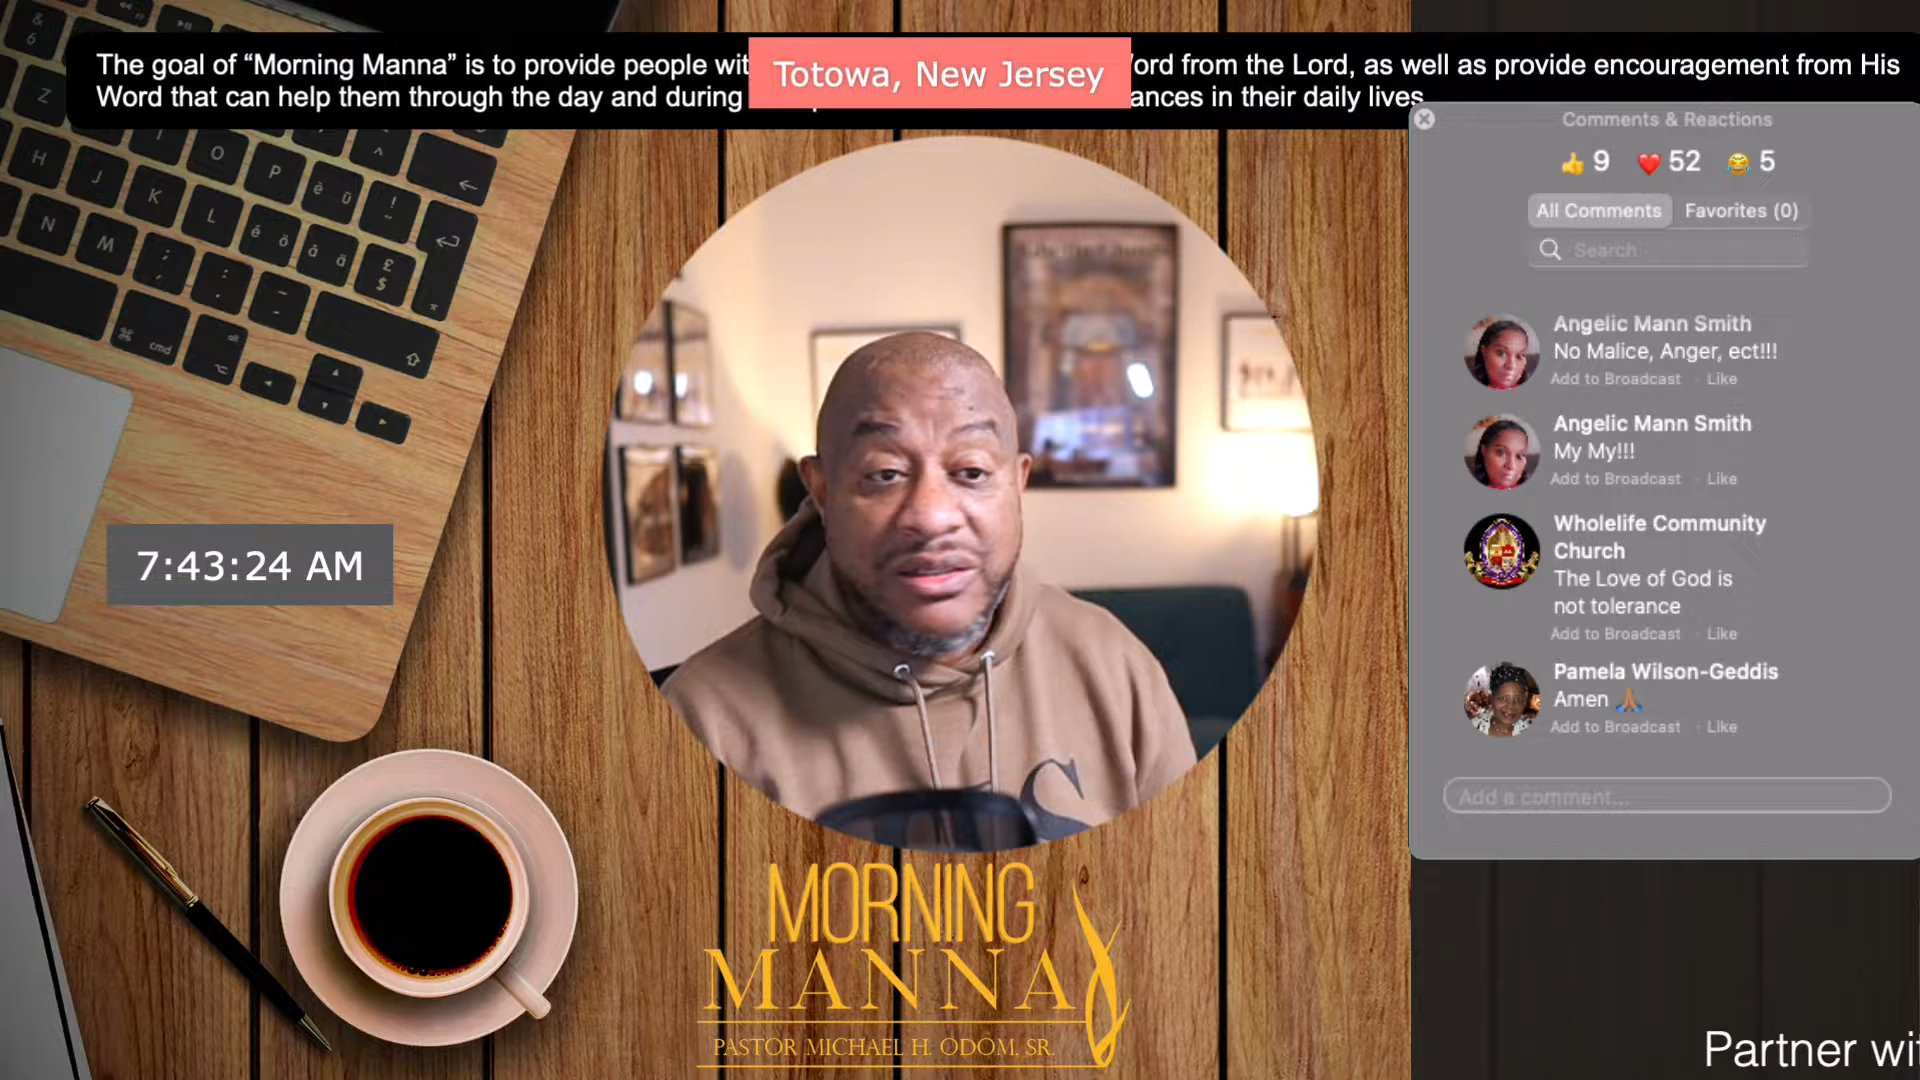 The goal of “Morning Manna” is to provide people wit
Totowa, New Jersey
ord from the Lord, as well as provide encouragement from His
Word that can help them through the day and during
ances in their daily lives
Comments & Reactions
👍 9 ❤️ 52 😂 5
All Comments Favorites (0)
Search
Angelic Mann Smith
No Malice, Anger, ect!!!
Add to Broadcast · Like
Angelic Mann Smith
My My!!!
Add to Broadcast · Like
Wholelife Community
Church
The Love of God is
not tolerance
Add to Broadcast · Like
Pamela Wilson-Geddis
Amen 🙏🏽
Add to Broadcast · Like
Add a comment...
7:43:24 AM
MORNING
MANNA
PASTOR MICHAEL H. ODOM, SR.
Partner wit